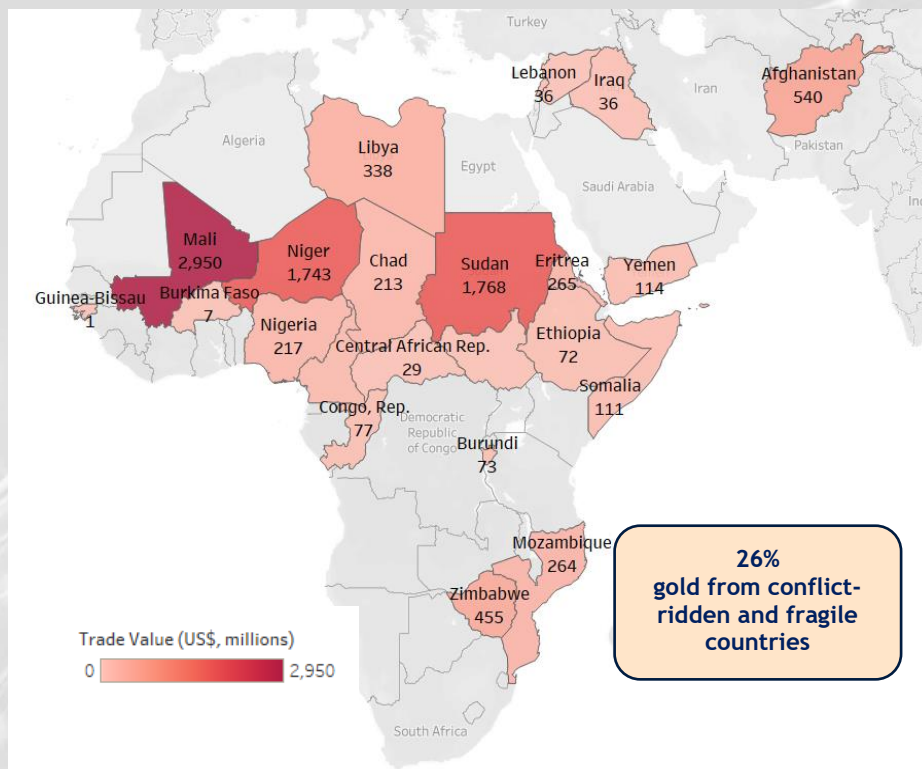 Turkey
Lebanon
36
Iraq
36
Iran
Afghanistan
540
Pakistan
Algeria
Libya
338
Egypt
Saudi Arabia
Mali
2,950
Niger
1,743
Chad
213
Sudan
1,768
Eritrea
265
Yemen
114
Guinea-Bissau
1
Burkina Faso
7
Nigeria
217
Central African Rep.
29
Ethiopia
72
Somalia
111
Congo, Rep.
77
Democratic
Republic
of Congo
Burundi
73
Mozambique
264
Zimbabwe
455
South Africa
26%
gold from conflict-
ridden and fragile
countries
Trade Value (US$, millions)
0 2,950